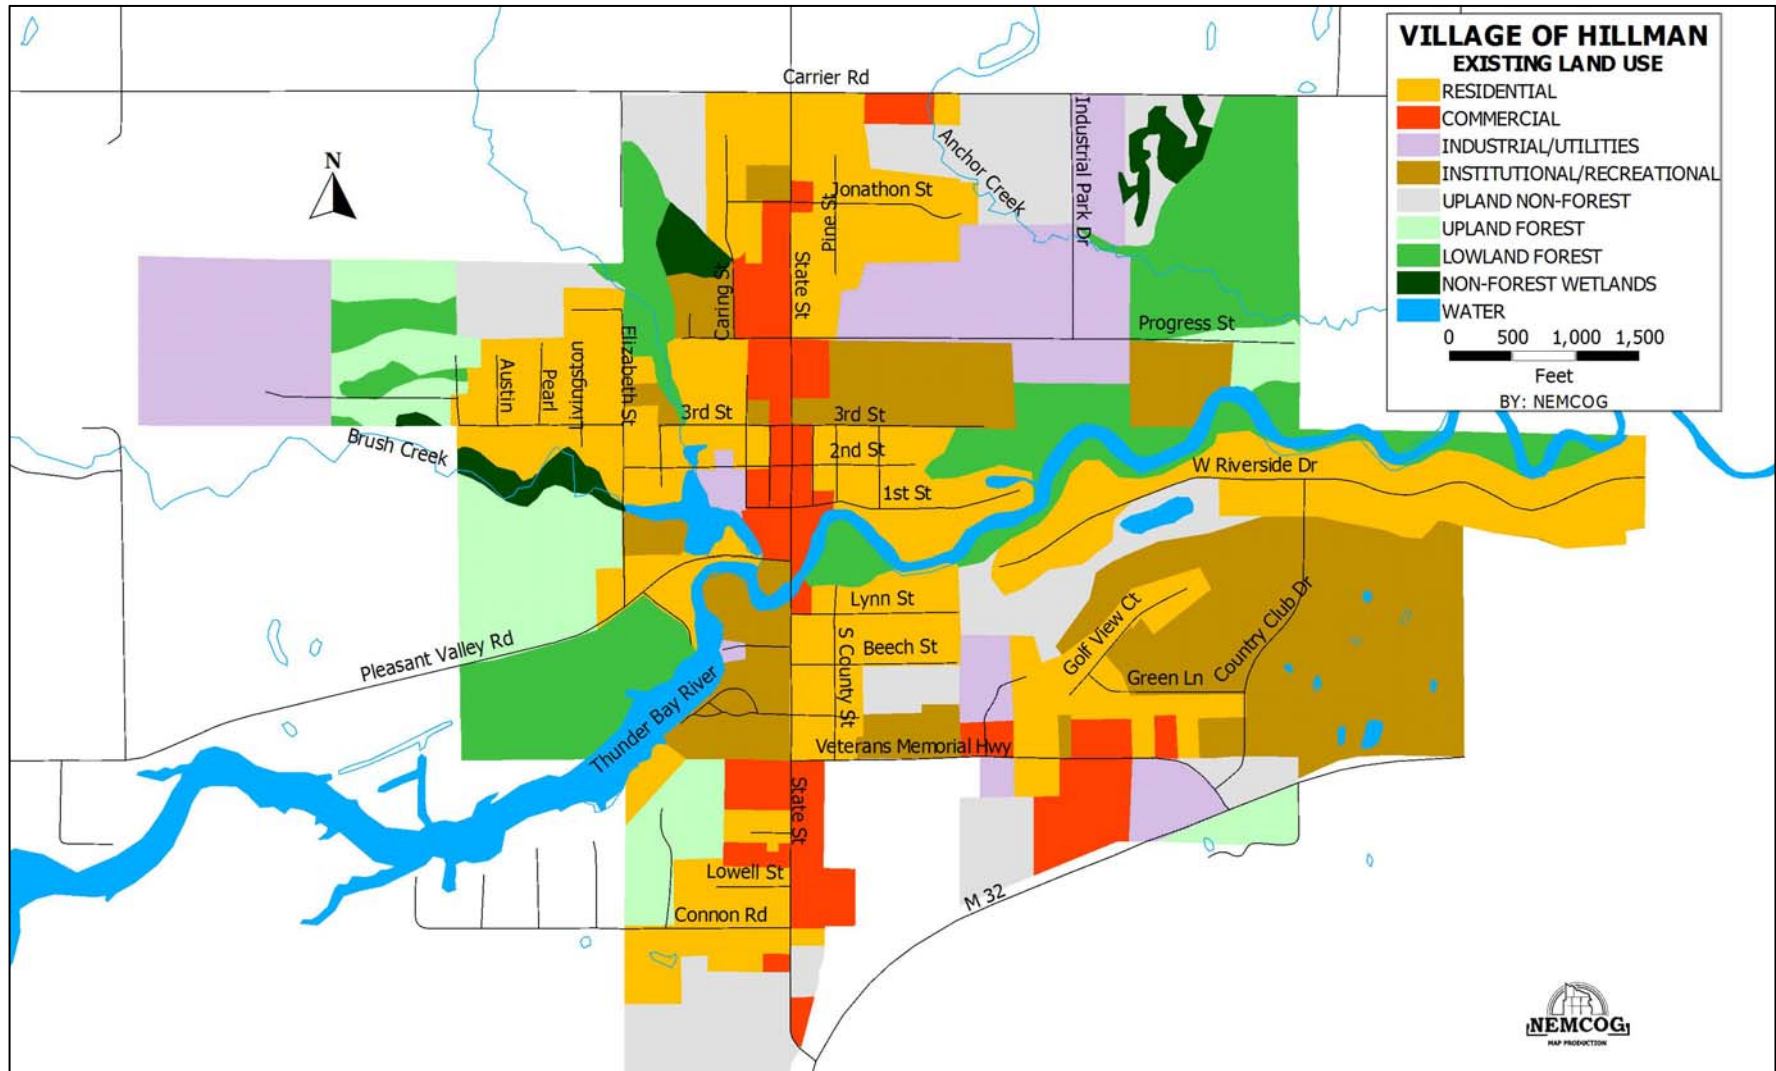 VILLAGE OF HILLMAN
EXISTING LAND USE
RESIDENTIAL
COMMERCIAL
INDUSTRIAL/UTILITIES
INSTITUTIONAL/RECREATIONAL
UPLAND NON-FOREST
UPLAND FOREST
LOWLAND FOREST
NON-FOREST WETLANDS
WATER
0 500 1,000 1,500
Feet
BY: NEMCOG
Carrier Rd
N
Industrial Park Dr
Anchor Creek
Jonathon St
Pine St
State St
Caring St
Progress St
Elizabeth St
Livingston
Pearl
Austin
3rd St
3rd St
2nd St
1st St
Brush Creek
W Riverside Dr
Lynn St
Beech St
S County St
Golf View Ct
Country Club Dr
Green Ln
Pleasant Valley Rd
Thunder Bay River
Veterans Memorial Hwy
State St
Lowell St
Connon Rd
M 32
NEMCOG
MAP PRODUCTION